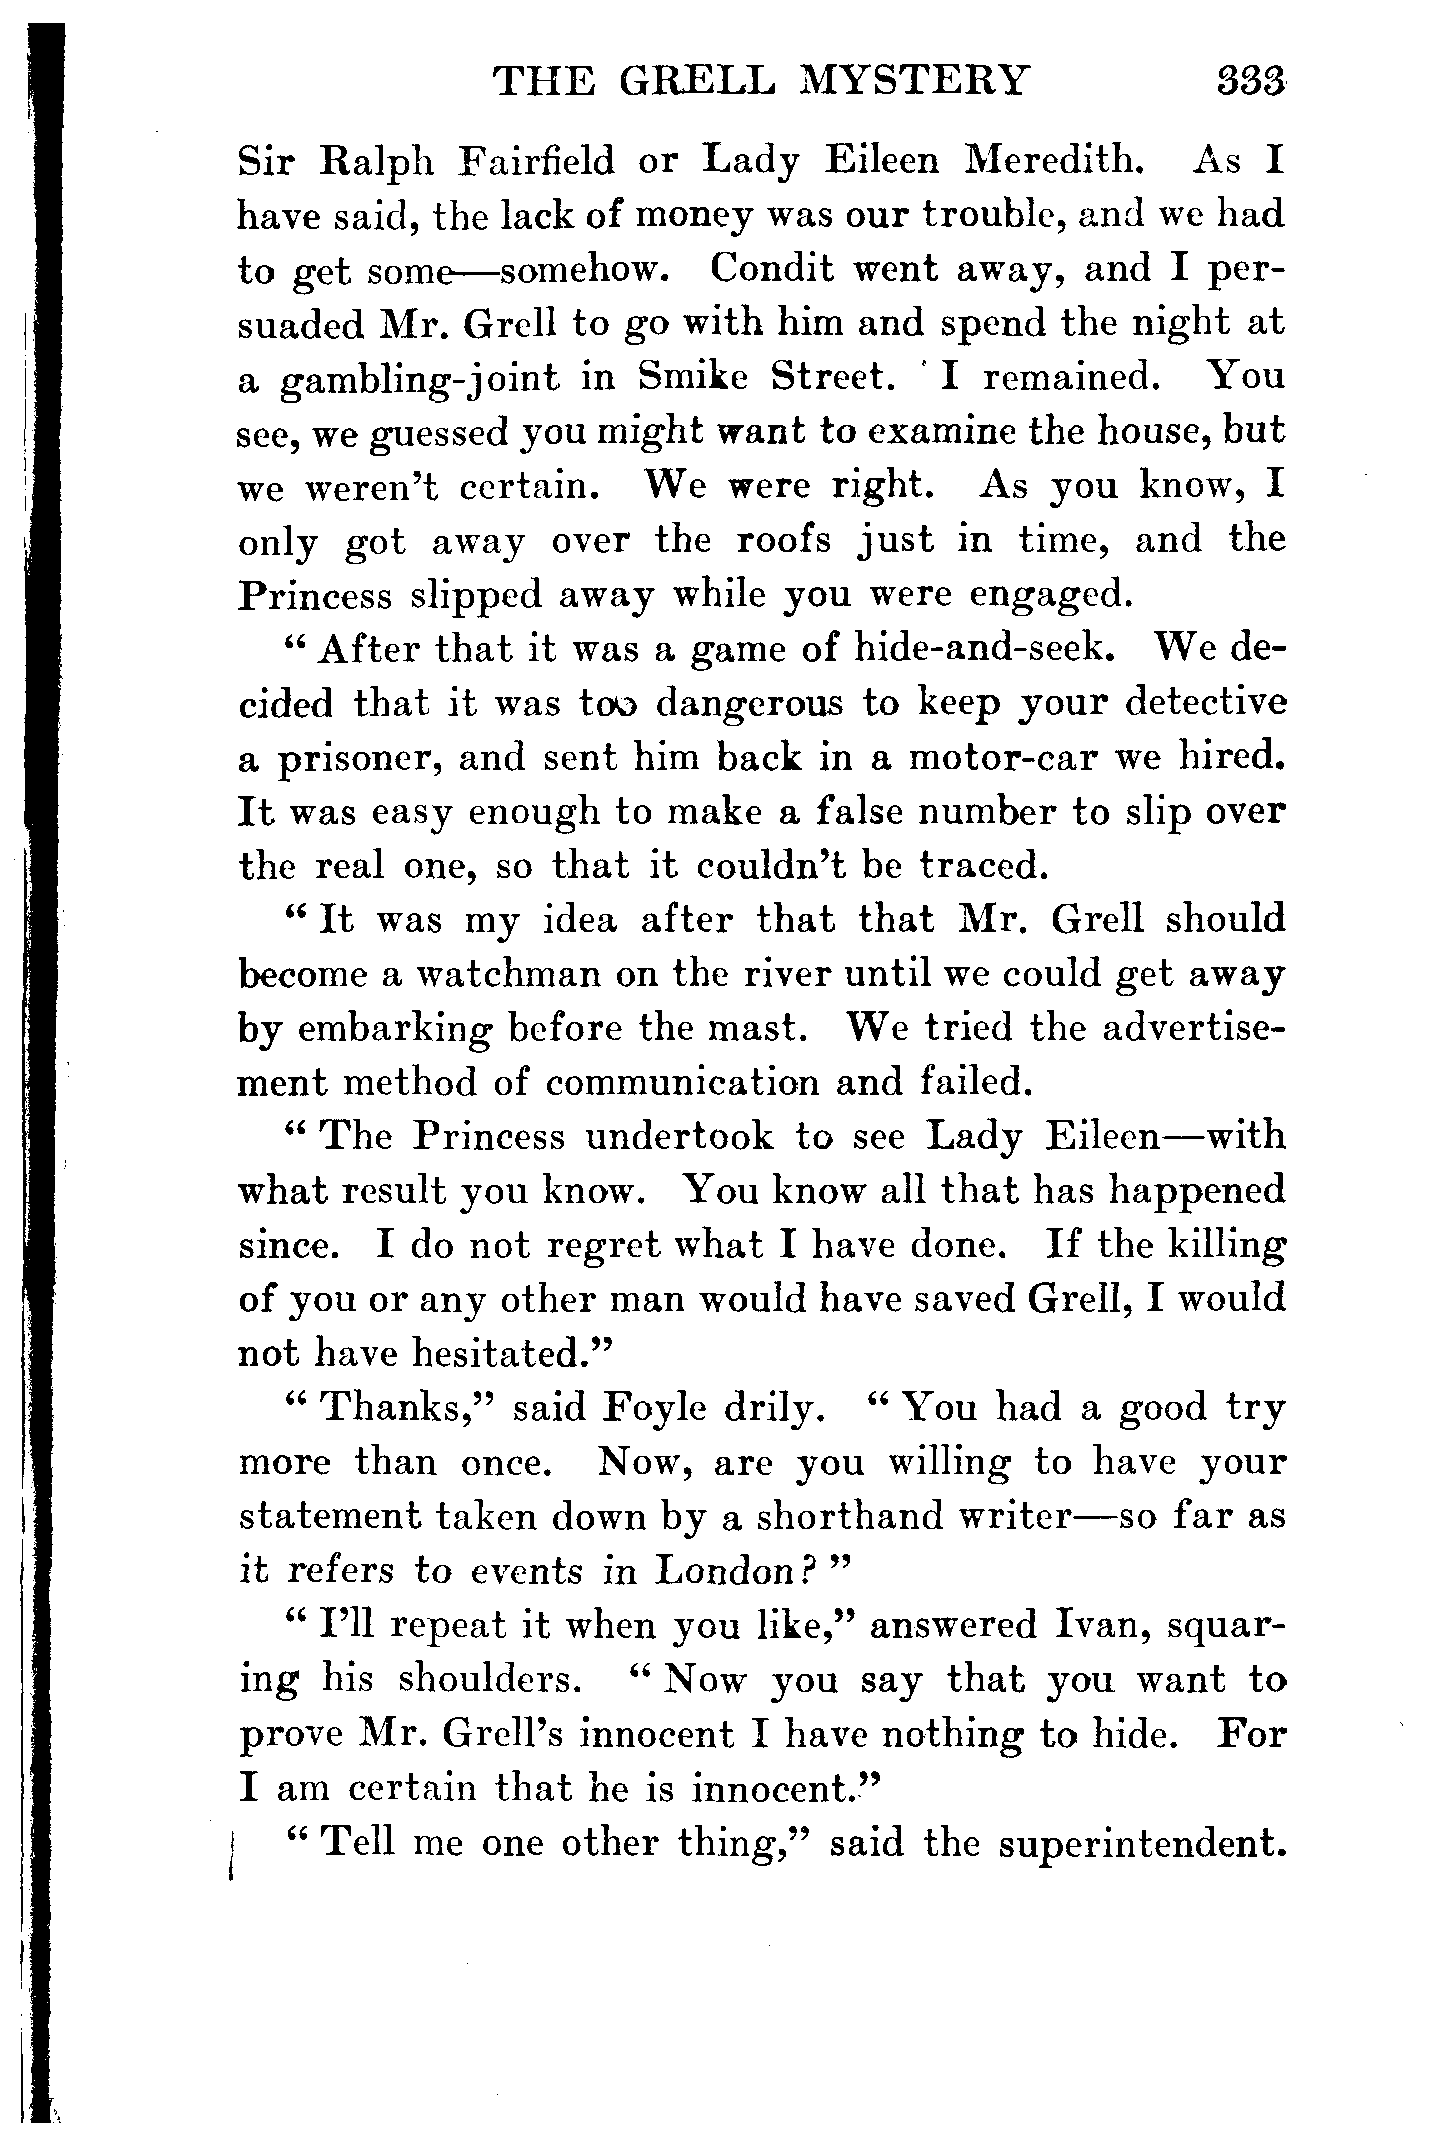 THE GRELL MYSTERY 333
Sir Ralph Fairfield or Lady Eileen Meredith. As I
have said, the lack of money was our trouble, and we had
to get some—somehow. Condit went away, and I per-
suaded Mr. Grell to go with him and spend the night at
a gambling-joint in Smike Street. I remained. You
see, we guessed you might want to examine the house, but
we weren't certain. We were right. As you know, I
only got away over the roofs just in time, and the
Princess slipped away while you were engaged.
“ After that it was a game of hide-and-seek. We de-
cided that it was too dangerous to keep your detective
a prisoner, and sent him back in a motor-car we hired.
It was easy enough to make a false number to slip over
the real one, so that it couldn't be traced.
“ It was my idea after that that Mr. Grell should
become a watchman on the river until we could get away
by embarking before the mast. We tried the advertise-
ment method of communication and failed.
“ The Princess undertook to see Lady Eileen—with
what result you know. You know all that has happened
since. I do not regret what I have done. If the killing
of you or any other man would have saved Grell, I would
not have hesitated.”
“ Thanks,” said Foyle drily. “ You had a good try
more than once. Now, are you willing to have your
statement taken down by a shorthand writer—so far as
it refers to events in London? ”
“ I'll repeat it when you like,” answered Ivan, squar-
ing his shoulders. “ Now you say that you want to
prove Mr. Grell's innocent I have nothing to hide. For
I am certain that he is innocent.”
“ Tell me one other thing,” said the superintendent.